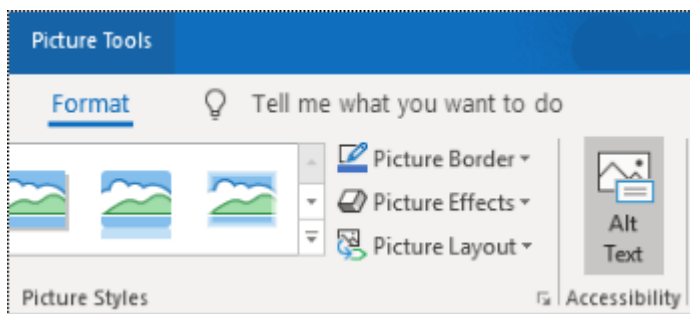 Picture Tools
Format
Tell me what you want to do
Picture Border
Picture Effects
Picture Layout
Alt
Text
Picture Styles
Accessibility